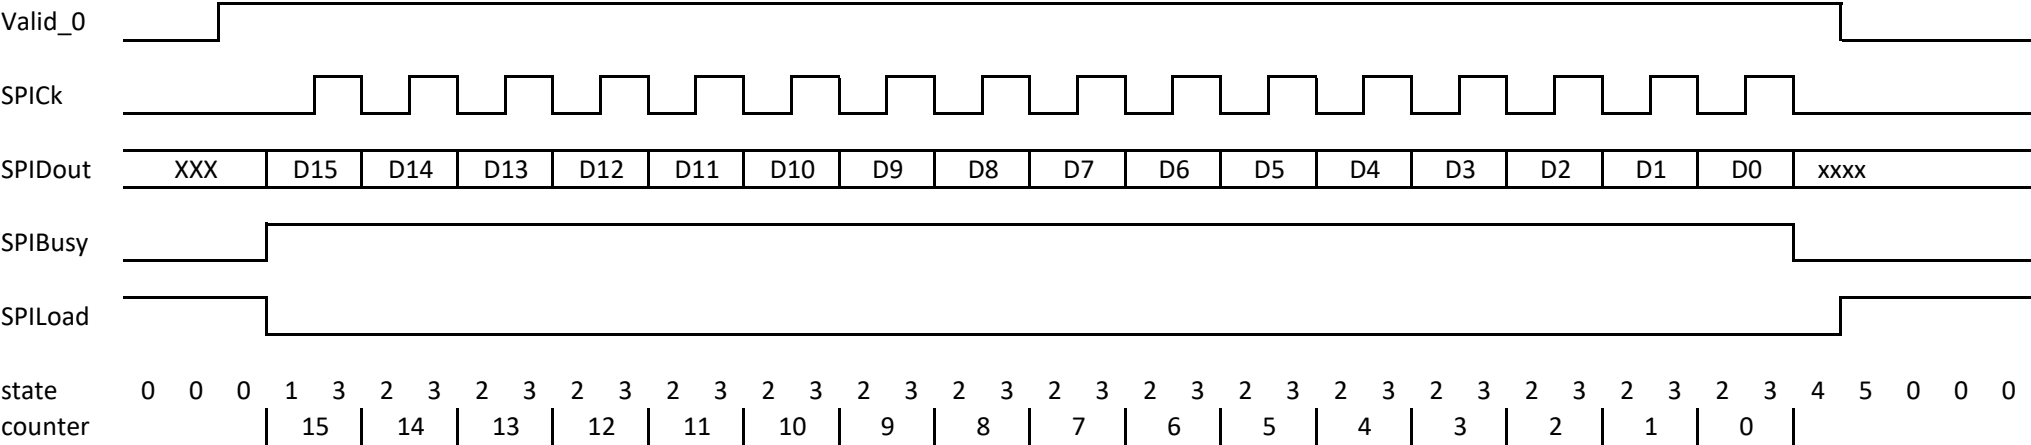 Valid_0
SPICk
SPIDout XXX D15 D14 D13 D12 D11 D10 D9 D8 D7 D6 D5 D4 D3 D2 D1 D0 xxxx
SPIBusy
SPILoad
state 0 0 0 1 3 2 3 2 3 2 3 2 3 2 3 2 3 2 3 2 3 2 3 2 3 2 3 2 3 2 3 2 3 2 3 4 5 0 0 0
counter 15 14 13 12 11 10 9 8 7 6 5 4 3 2 1 0